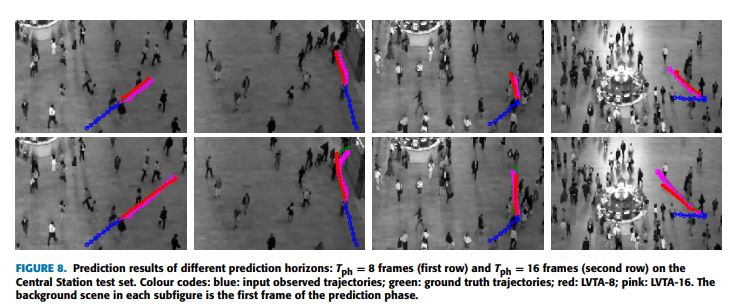 FIGURE 8. Prediction results of different prediction horizons: Tph = 8 frames (first row) and Tph = 16 frames (second row) on the
Central Station test set. Colour codes: blue: input observed trajectories; green: ground truth trajectories; red: LVTA-8; pink: LVTA-16. The
background scene in each subfigure is the first frame of the prediction phase.